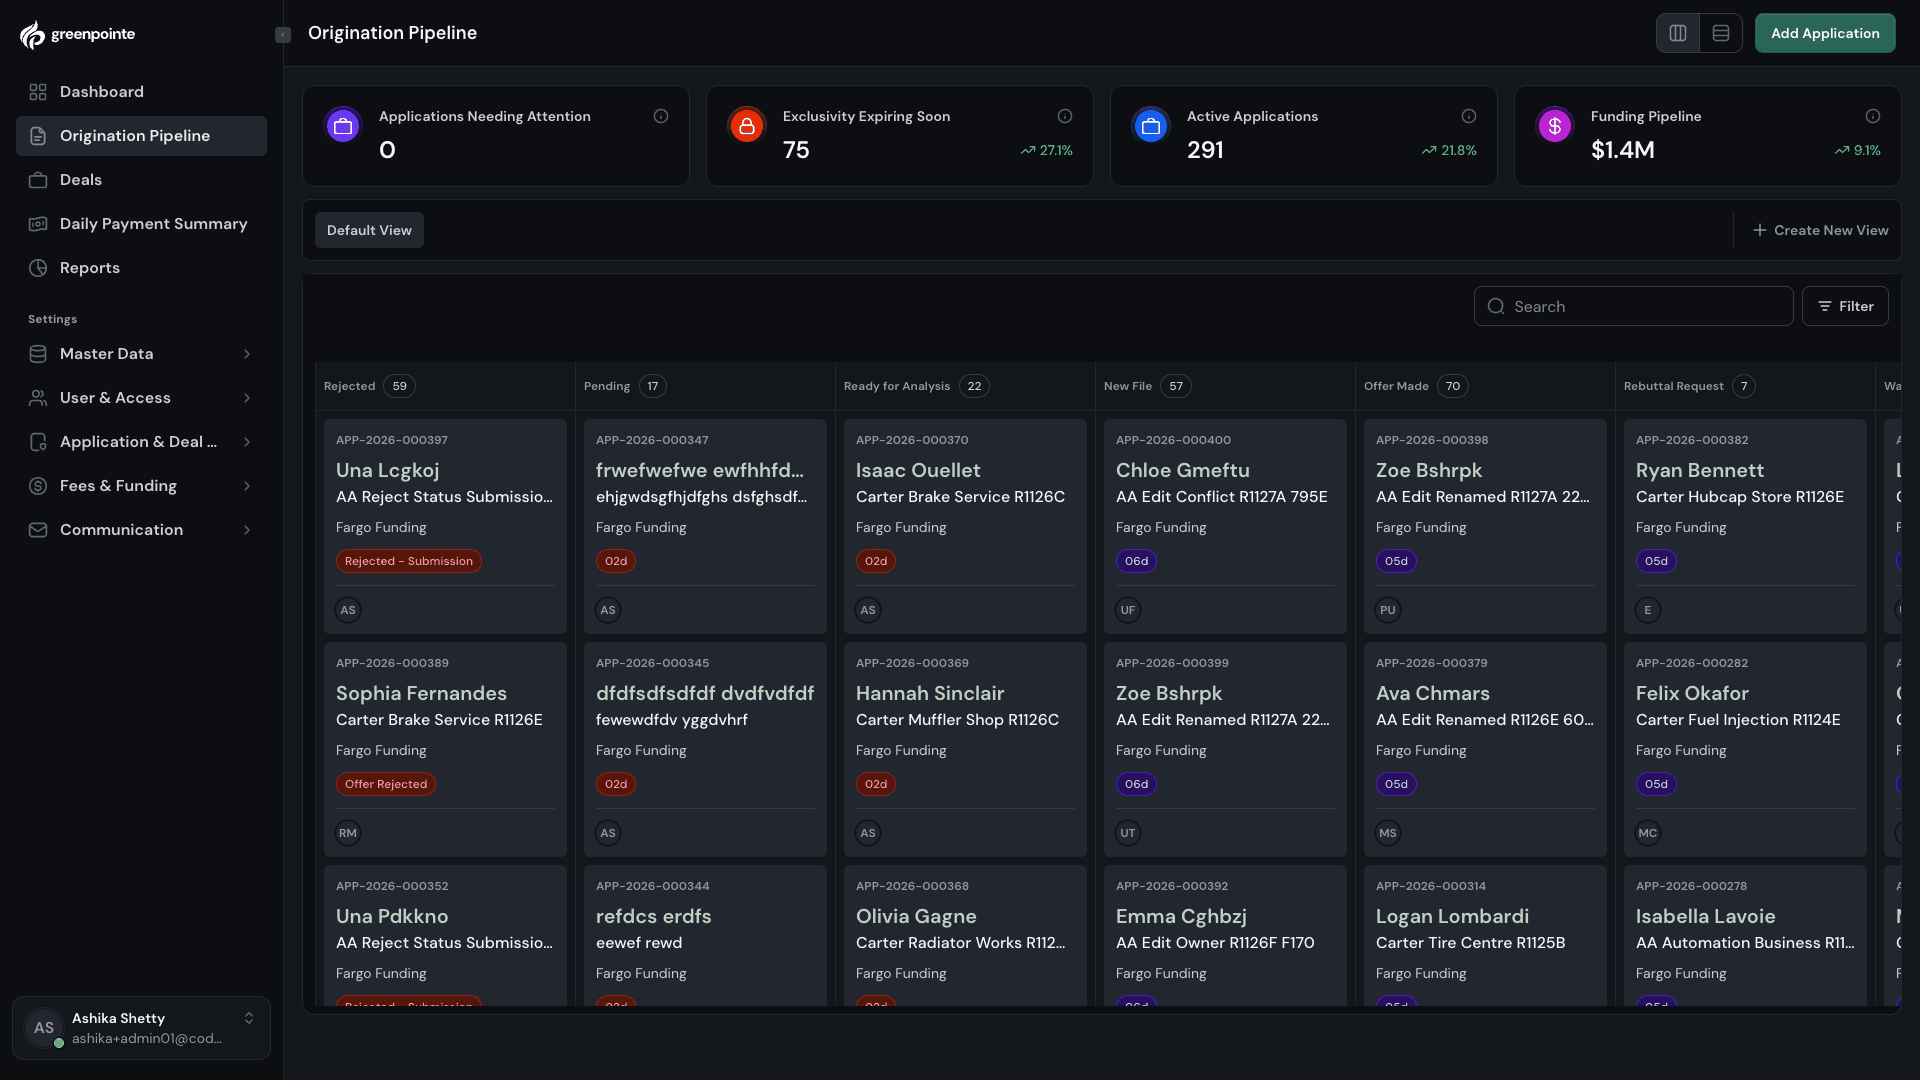 greenpointe
Origination Pipeline
Add Application
Dashboard
Origination Pipeline
Deals
Daily Payment Summary
Reports
Settings
Master Data
User & Access
Application & Deal ...
Fees & Funding
Communication
AS
Ashika Shetty
ashika+admin01@cod...
Applications Needing Attention
0
Exclusivity Expiring Soon
75
27.1%
Active Applications
291
21.8%
Funding Pipeline
$1.4M
9.1%
Default View
Create New View
Search
Filter
Rejected 59
APP-2026-000397
Una Lcgkoj
AA Reject Status Submissio...
Fargo Funding
Rejected - Submission
AS
APP-2026-000389
Sophia Fernandes
Carter Brake Service R1126E
Fargo Funding
Offer Rejected
RM
APP-2026-000352
Una Pdkkno
AA Reject Status Submissio...
Fargo Funding
Rejected - Submission
Pending 17
APP-2026-000347
frwefwefwe ewfhhfd...
ehjgwdsgfhjdfghs dsfghsdf...
Fargo Funding
02d
AS
APP-2026-000345
dfdfsdfsdfdf dvdfvdfdf
fewewdfdv yggdvhrf
Fargo Funding
02d
AS
APP-2026-000344
refdcs erdfs
eewef rewd
Fargo Funding
02d
Ready for Analysis 22
APP-2026-000370
Isaac Ouellet
Carter Brake Service R1126C
Fargo Funding
02d
AS
APP-2026-000369
Hannah Sinclair
Carter Muffler Shop R1126C
Fargo Funding
02d
AS
APP-2026-000368
Olivia Gagne
Carter Radiator Works R112...
Fargo Funding
02d
New File 57
APP-2026-000400
Chloe Gmeftu
AA Edit Conflict R1127A 795E
Fargo Funding
06d
UF
APP-2026-000399
Zoe Bshrpk
AA Edit Renamed R1127A 22...
Fargo Funding
06d
UT
APP-2026-000392
Emma Cghbzj
AA Edit Owner R1126F F170
Fargo Funding
06d
Offer Made 70
APP-2026-000398
Zoe Bshrpk
AA Edit Renamed R1127A 22...
Fargo Funding
05d
PU
APP-2026-000379
Ava Chmars
AA Edit Renamed R1126E 60...
Fargo Funding
05d
MS
APP-2026-000314
Logan Lombardi
Carter Tire Centre R1125B
Fargo Funding
05d
Rebuttal Request 7
APP-2026-000382
Ryan Bennett
Carter Hubcap Store R1126E
Fargo Funding
05d
E
APP-2026-000282
Felix Okafor
Carter Fuel Injection R1124E
Fargo Funding
05d
MC
APP-2026-000278
Isabella Lavoie
AA Automation Business R11...
Fargo Funding
05d
Wa